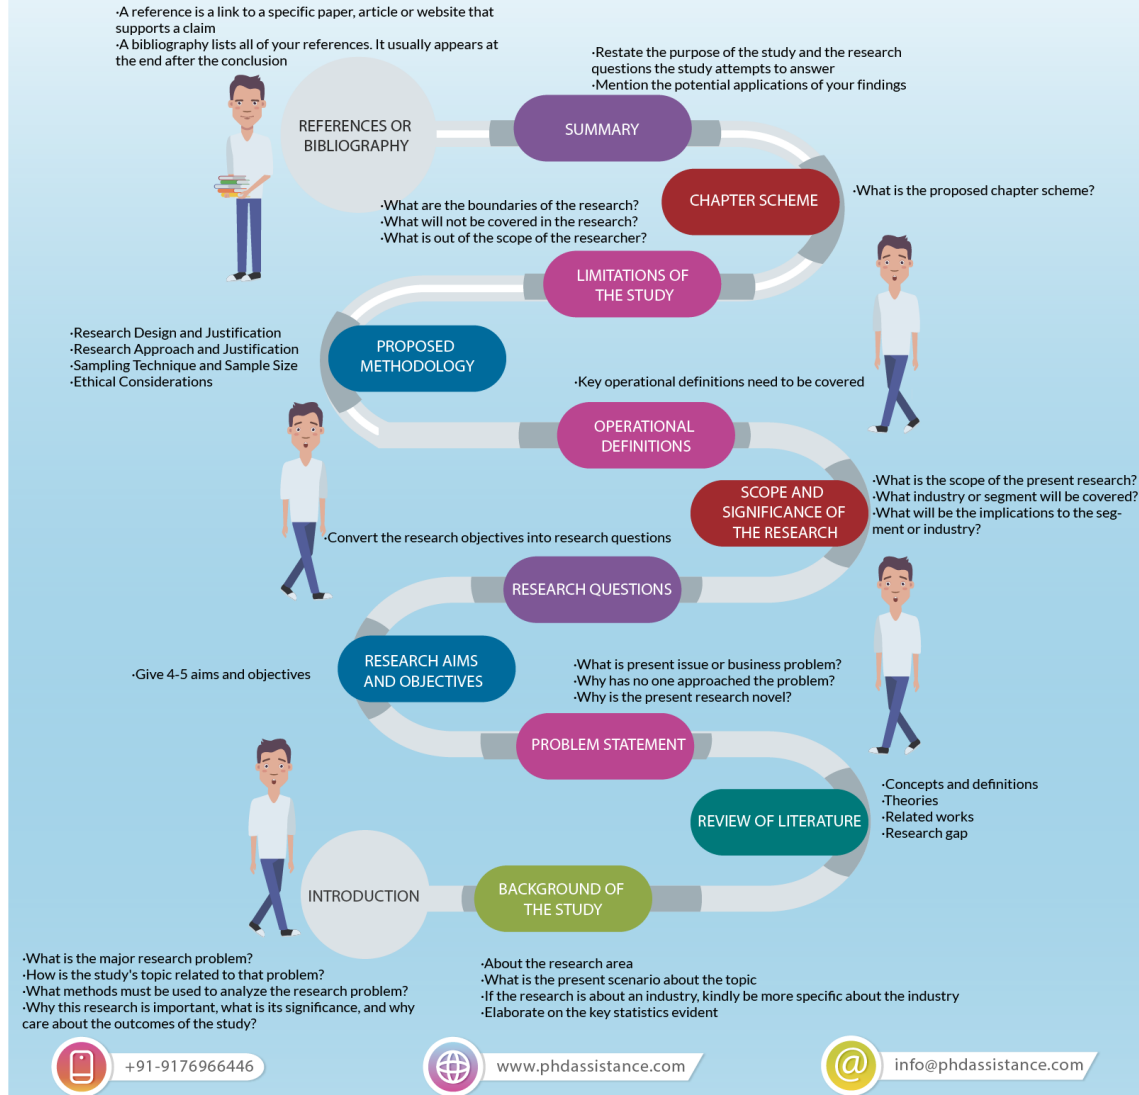 ·A reference is a link to a specific paper, article or website that
supports a claim
·A bibliography lists all of your references. It usually appears at
the end after the conclusion
REFERENCES OR
BIBLIOGRAPHY
·Restate the purpose of the study and the research
questions the study attempts to answer
·Mention the potential applications of your findings
SUMMARY
CHAPTER SCHEME
·What is the proposed chapter scheme?
·What are the boundaries of the research?
·What will not be covered in the research?
·What is out of the scope of the researcher?
LIMITATIONS OF
THE STUDY
·Research Design and Justification
·Research Approach and Justification
·Sampling Technique and Sample Size
·Ethical Considerations
PROPOSED
METHODOLOGY
·Key operational definitions need to be covered
OPERATIONAL
DEFINITIONS
SCOPE AND
SIGNIFICANCE OF
THE RESEARCH
·What is the scope of the present research?
·What industry or segment will be covered?
·What will be the implications to the seg-
ment or industry?
·Convert the research objectives into research questions
RESEARCH QUESTIONS
·Give 4-5 aims and objectives
RESEARCH AIMS
AND OBJECTIVES
·What is present issue or business problem?
·Why has no one approached the problem?
·Why is the present research novel?
PROBLEM STATEMENT
REVIEW OF LITERATURE
·Concepts and definitions
·Theories
·Related works
·Research gap
INTRODUCTION
BACKGROUND OF
THE STUDY
·What is the major research problem?
·How is the study's topic related to that problem?
·What methods must be used to analyze the research problem?
·Why this research is important, what is its significance, and why
care about the outcomes of the study?
·About the research area
·What is the present scenario about the topic
·If the research is about an industry, kindly be more specific about the industry
·Elaborate on the key statistics evident
+91-9176966446
www.phdassistance.com
@
info@phdassistance.com